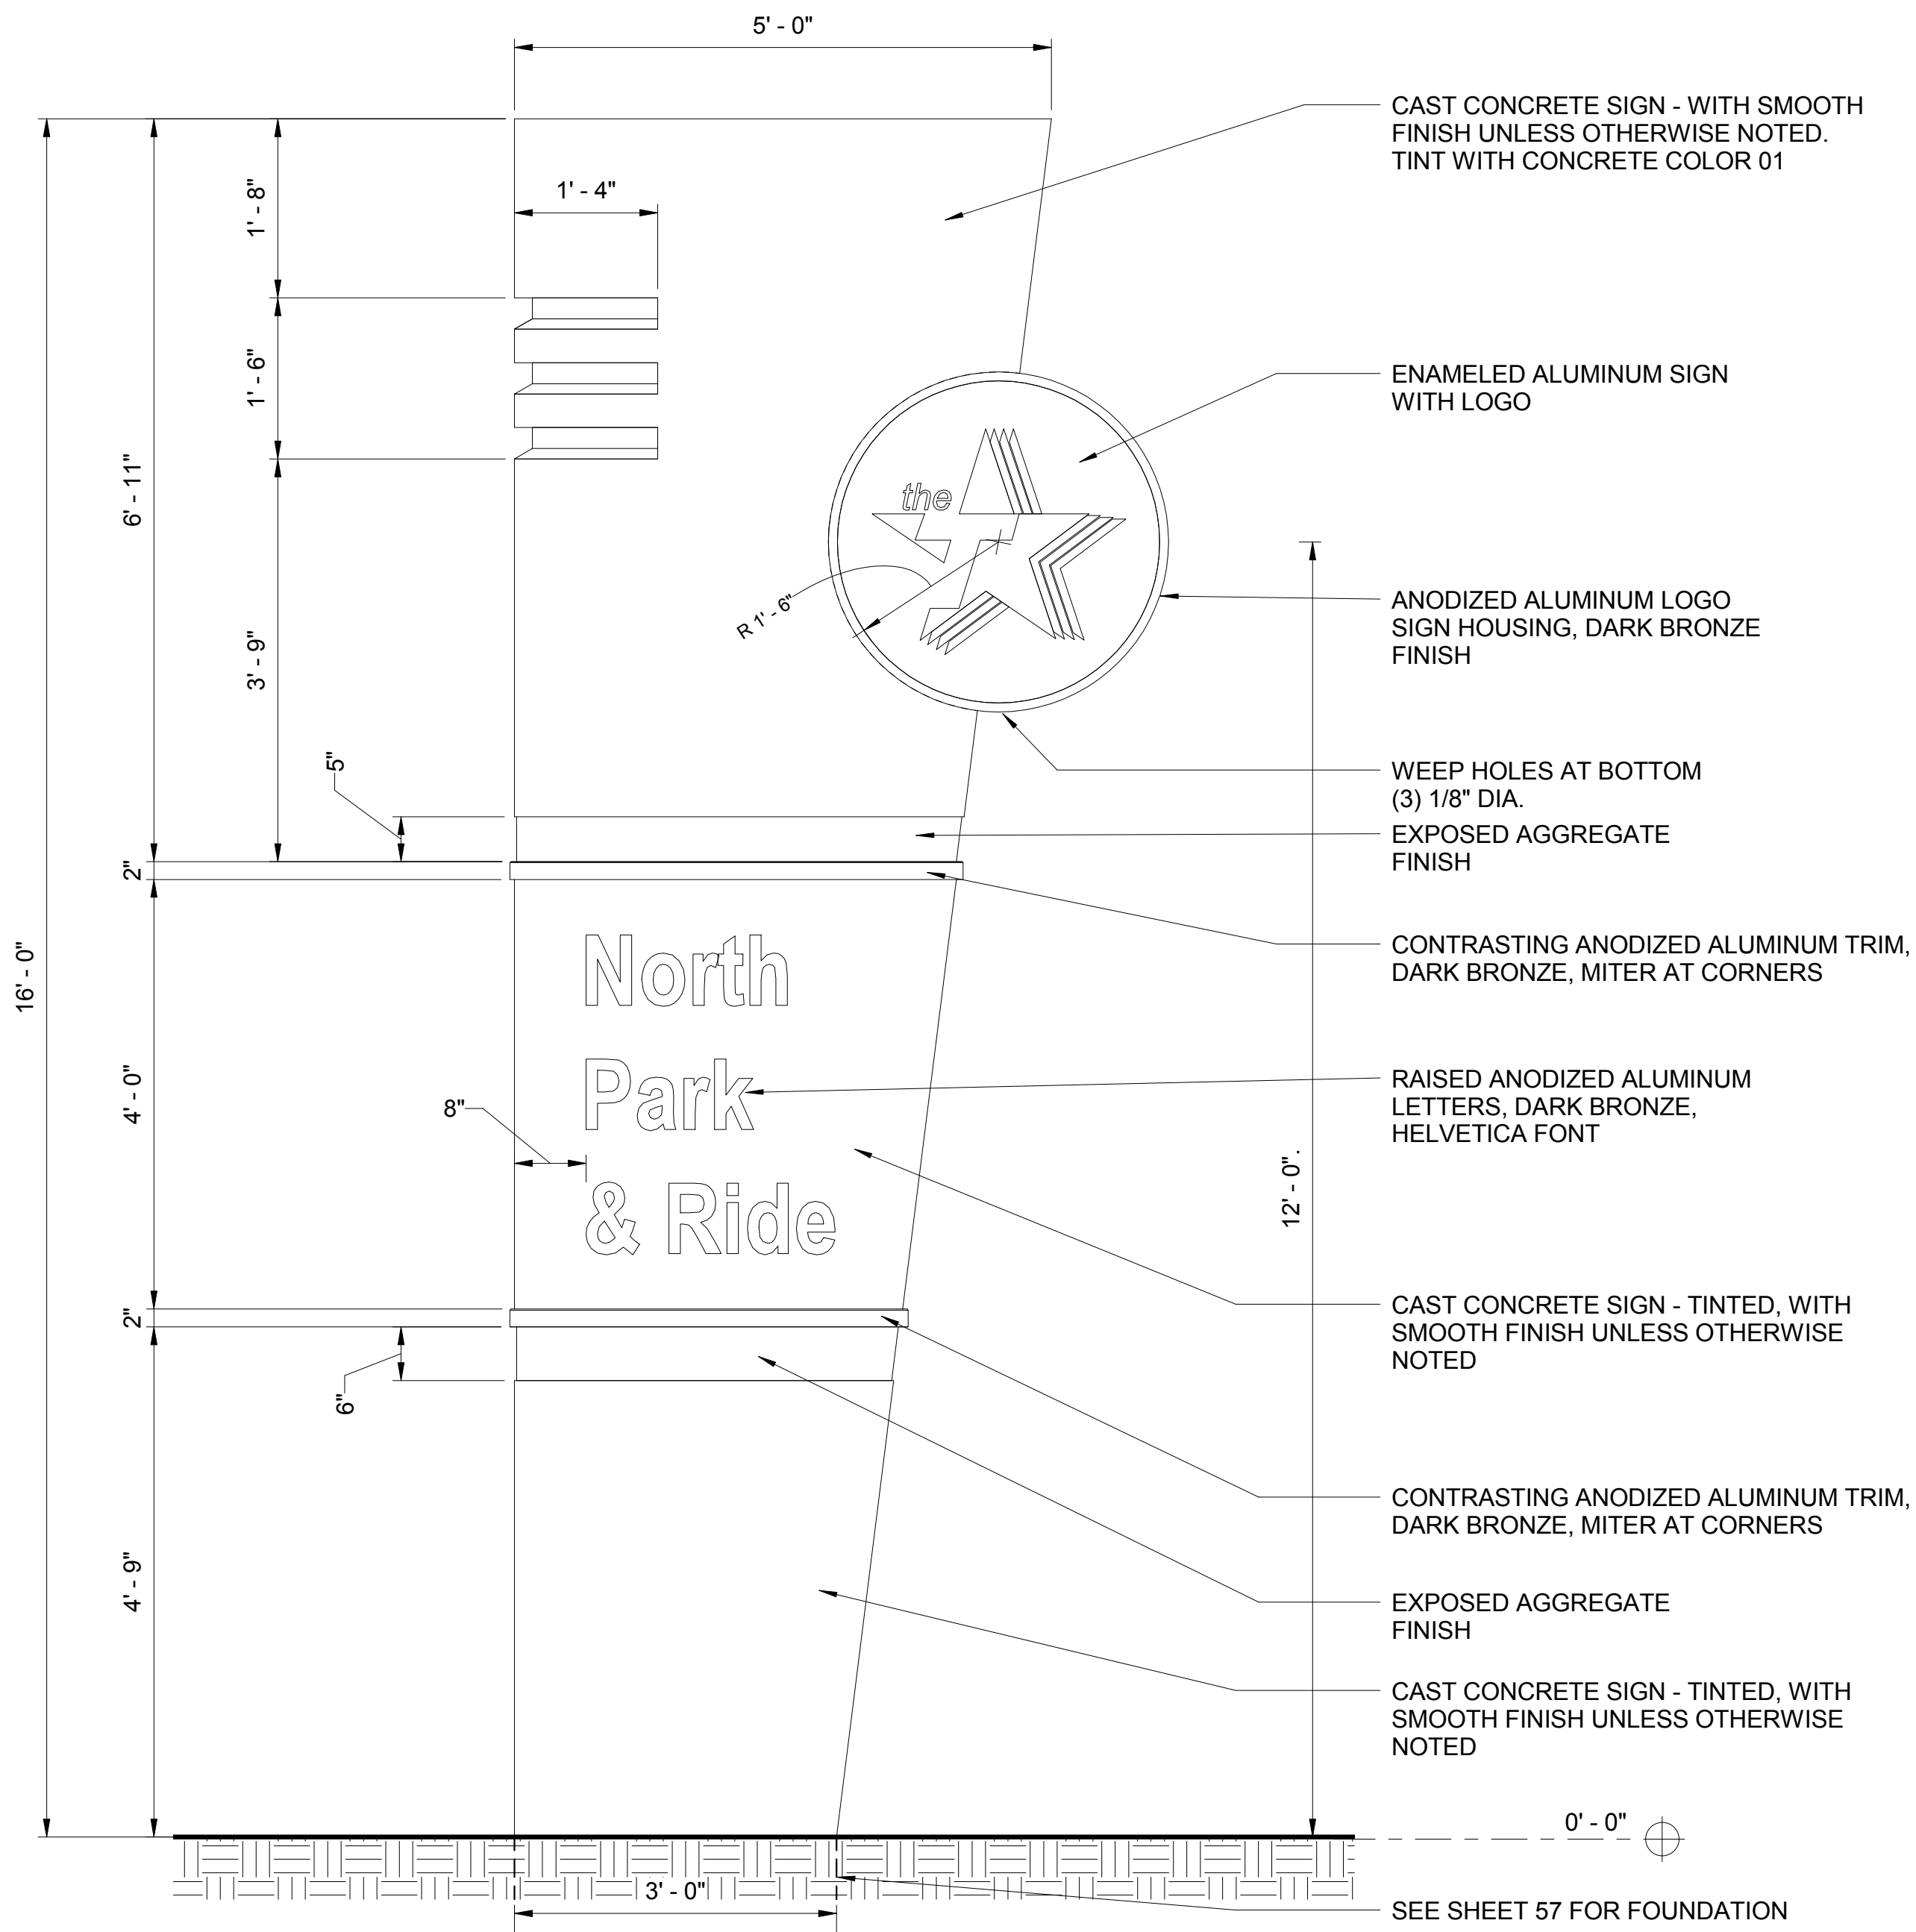 5' - 0"
CAST CONCRETE SIGN - WITH SMOOTH
FINISH UNLESS OTHERWISE NOTED.
TINT WITH CONCRETE COLOR 01
1' - 8"
1' - 4"
1' - 6"
ENAMELED ALUMINUM SIGN
WITH LOGO
6' - 11"
the
R 1' - 6"
ANODIZED ALUMINUM LOGO
SIGN HOUSING, DARK BRONZE
FINISH
3' - 9"
5"
WEEP HOLES AT BOTTOM
(3) 1/8" DIA.
EXPOSED AGGREGATE
FINISH
2"
16' - 0"
CONTRASTING ANODIZED ALUMINUM TRIM,
DARK BRONZE, MITER AT CORNERS
North
Park
& Ride
4' - 0"
8"
RAISED ANODIZED ALUMINUM
LETTERS, DARK BRONZE,
HELVETICA FONT
12' - 0".
CAST CONCRETE SIGN - TINTED, WITH
SMOOTH FINISH UNLESS OTHERWISE
NOTED
2"
6"
CONTRASTING ANODIZED ALUMINUM TRIM,
DARK BRONZE, MITER AT CORNERS
4' - 9"
EXPOSED AGGREGATE
FINISH
CAST CONCRETE SIGN - TINTED, WITH
SMOOTH FINISH UNLESS OTHERWISE
NOTED
0' - 0"
3' - 0"
SEE SHEET 57 FOR FOUNDATION